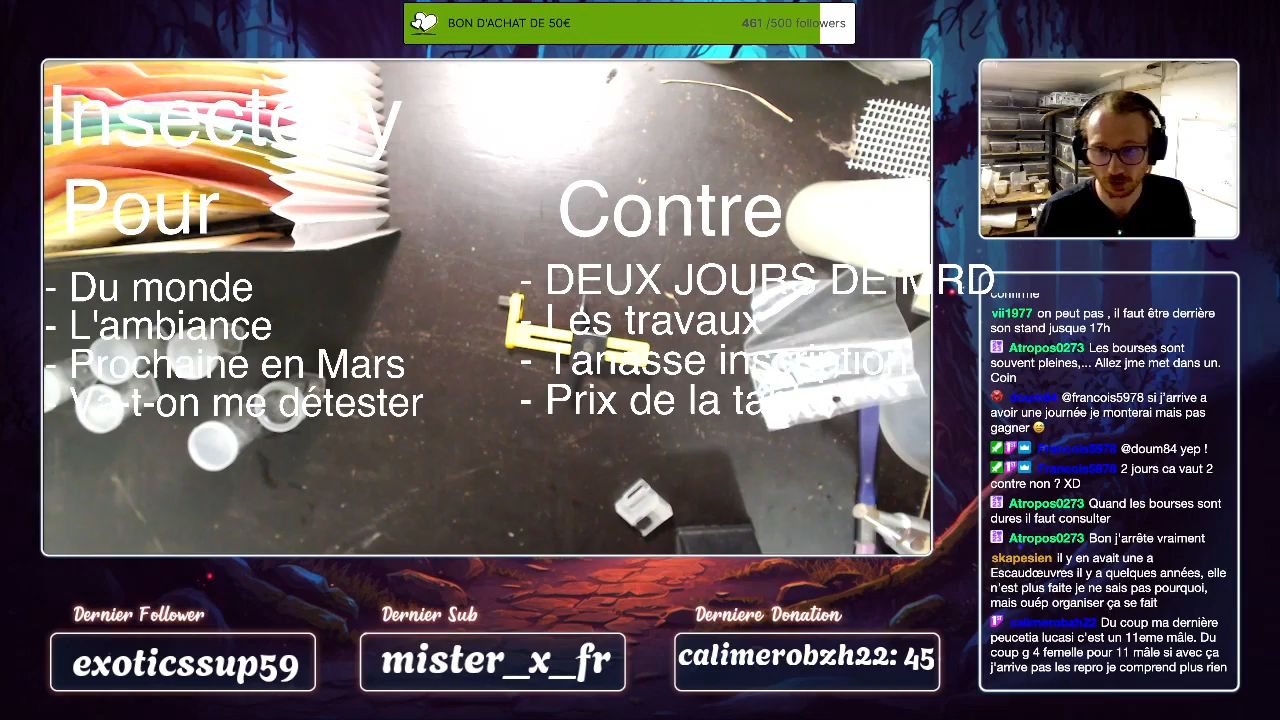 BON D'ACHAT DE 50€
461 /500 followers
Pour
Contre
- Du monde
- L'ambiance
- Prochaine en Mars
- Va-t-on me détester
- DEUX JOURS DE MRD
- Les travaux
- Tanasse inscription
- Prix de la
confirme
vii1977 on peut pas , il faut être derrière
son stand jusque 17h
Atropos0273 Les bourses sont
souvent pleines,... Allez jme met dans un.
Coin
doum84 @francois5978 si j'arrive a
avoir une journée je monterai mais pas
gagner
Francois5978 @doum84 yep !
Francois5978 2 jours ca vaut 2
contre non ? XD
Atropos0273 Quand les bourses sont
dures il faut consulter
Atropos0273 Bon j'arrête vraiment
skapesien il y en avait une a
Escaudœuvres il y a quelques années, elle
n'est plus faite je ne sais pas pourquoi,
mais ouép organiser ça se fait
calimerobzh22 Du coup ma dernière
peucetia lucasi c'est un 11eme mâle. Du
coup g 4 femelle pour 11 mâle si avec ça
j'arrive pas les repro je comprend plus rien
Dernier Follower
exoticssup59
Dernier Sub
mister_x_fr
Derniere Donation
calimerobzh22: 45